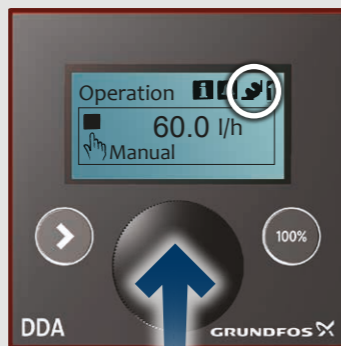 Operation
60.0 l/h
Manual
100%
DDA
GRUNDFOS